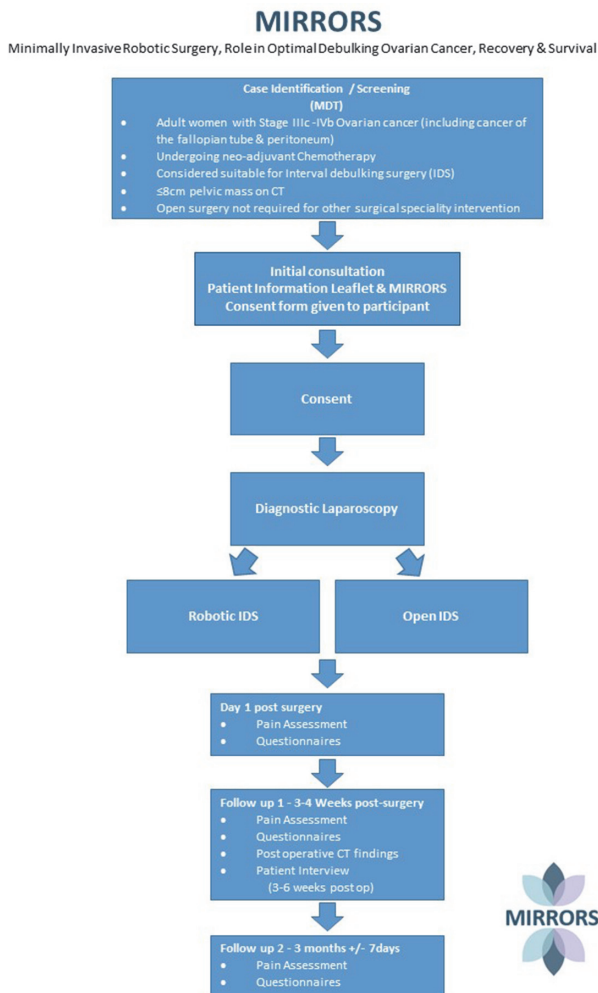 MIRRORS
Minimally Invasive Robotic Surgery, Role in Optimal Debulking Ovarian Cancer, Recovery & Survival
Case Identification / Screening
(MDT)
• Adult women with Stage IIIc -IVb Ovarian cancer (including cancer of
the fallopian tube & peritoneum)
• Undergoing neo-adjuvant Chemotherapy
• Considered suitable for Interval debulking surgery (IDS)
• ≤8cm pelvic mass on CT
• Open surgery not required for other surgical speciality intervention
Initial consultation
Patient Information Leaflet & MIRRORS
Consent form given to participant
Consent
Diagnostic Laparoscopy
Robotic IDS
Open IDS
Day 1 post surgery
• Pain Assessment
• Questionnaires
Follow up 1 - 3-4 Weeks post-surgery
• Pain Assessment
• Questionnaires
• Post operative CT findings
• Patient Interview
(3-6 weeks post op)
Follow up 2 - 3 months +/- 7days
• Pain Assessment
• Questionnaires
MIRRORS